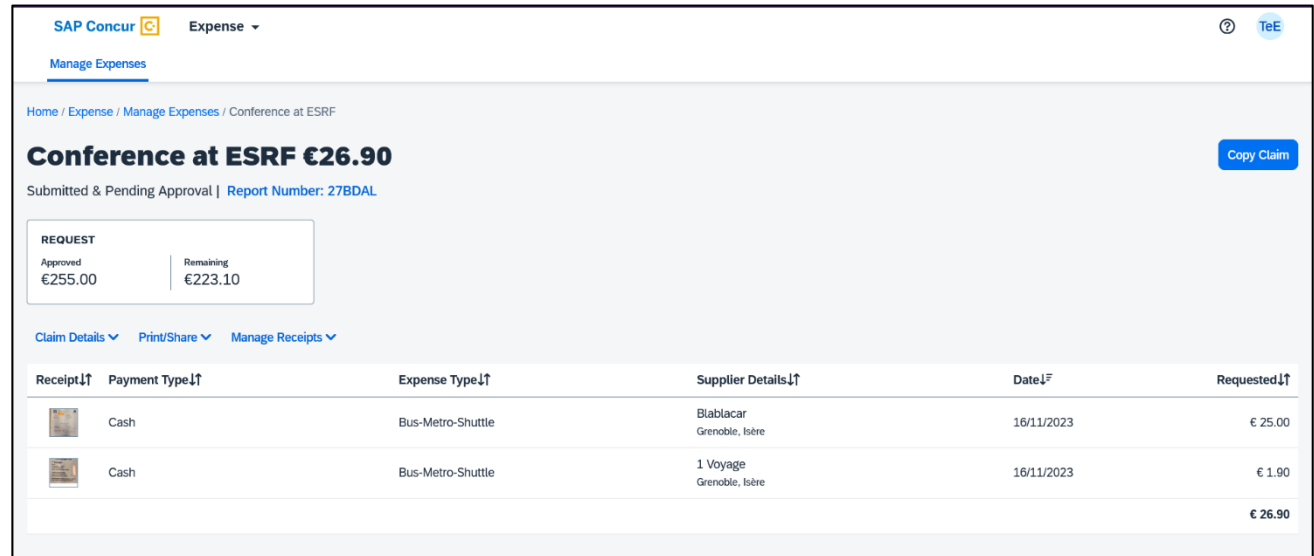 SAP Concur C Expense TeE
Manage Expenses
Home / Expense / Manage Expenses / Conference at ESRF
Conference at ESRF €26.90
Copy Claim
Submitted & Pending Approval | Report Number: 27BDAL
REQUEST
Approved Remaining
€255.00 €223.10
Claim Details Print/Share Manage Receipts
Receipt Payment Type Expense Type Supplier Details Date Requested
Cash Bus-Metro-Shuttle Blablacar 16/11/2023 € 25.00
Grenoble, Isère
Cash Bus-Metro-Shuttle 1 Voyage 16/11/2023 € 1.90
Grenoble, Isère
€ 26.90